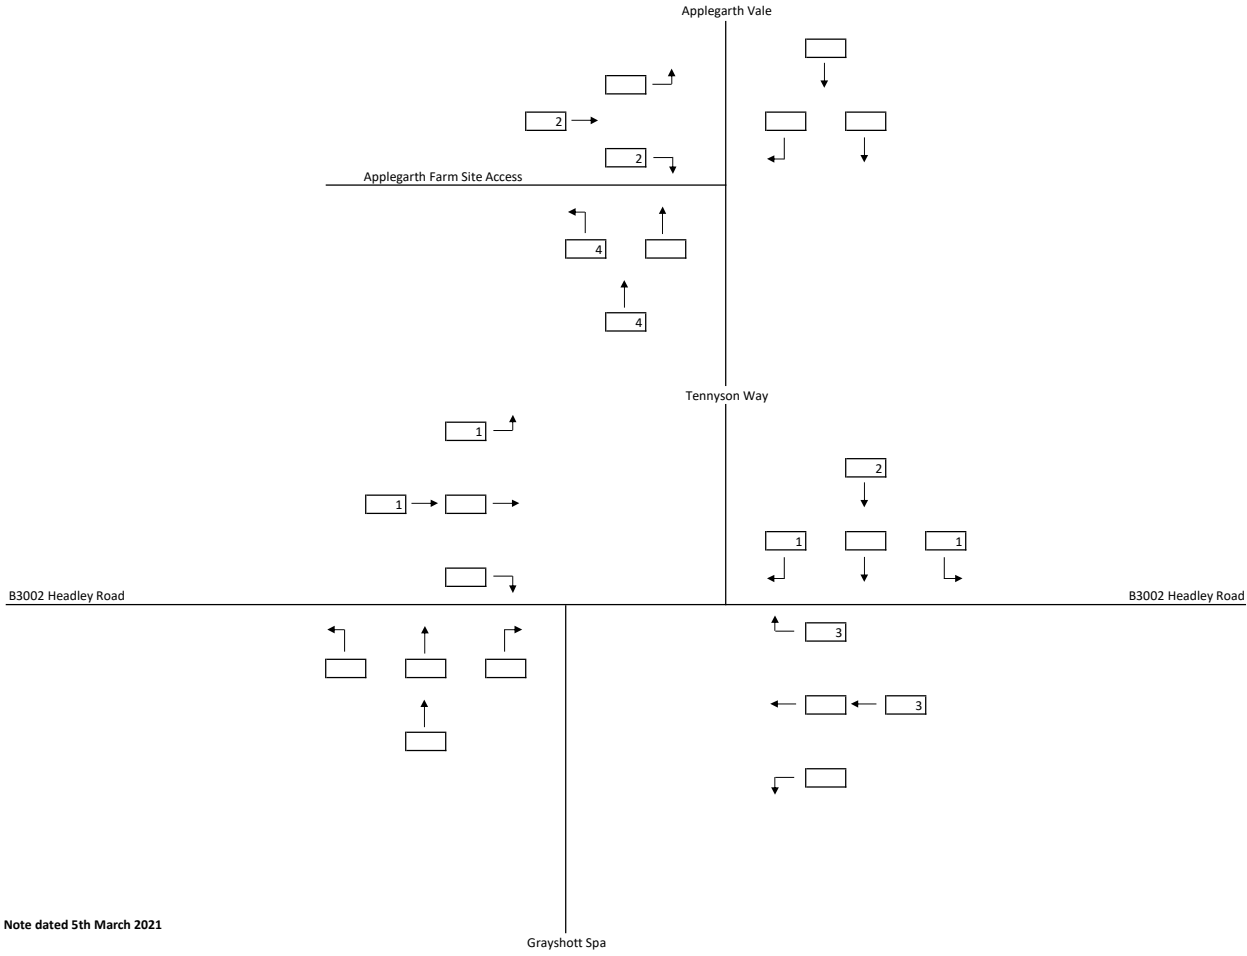 Applegarth Vale
2
2
Applegarth Farm Site Access
4
4
Tennyson Way
1
2
1
1
1
B3002 Headley Road
B3002 Headley Road
3
3
Note dated 5th March 2021
Grayshott Spa